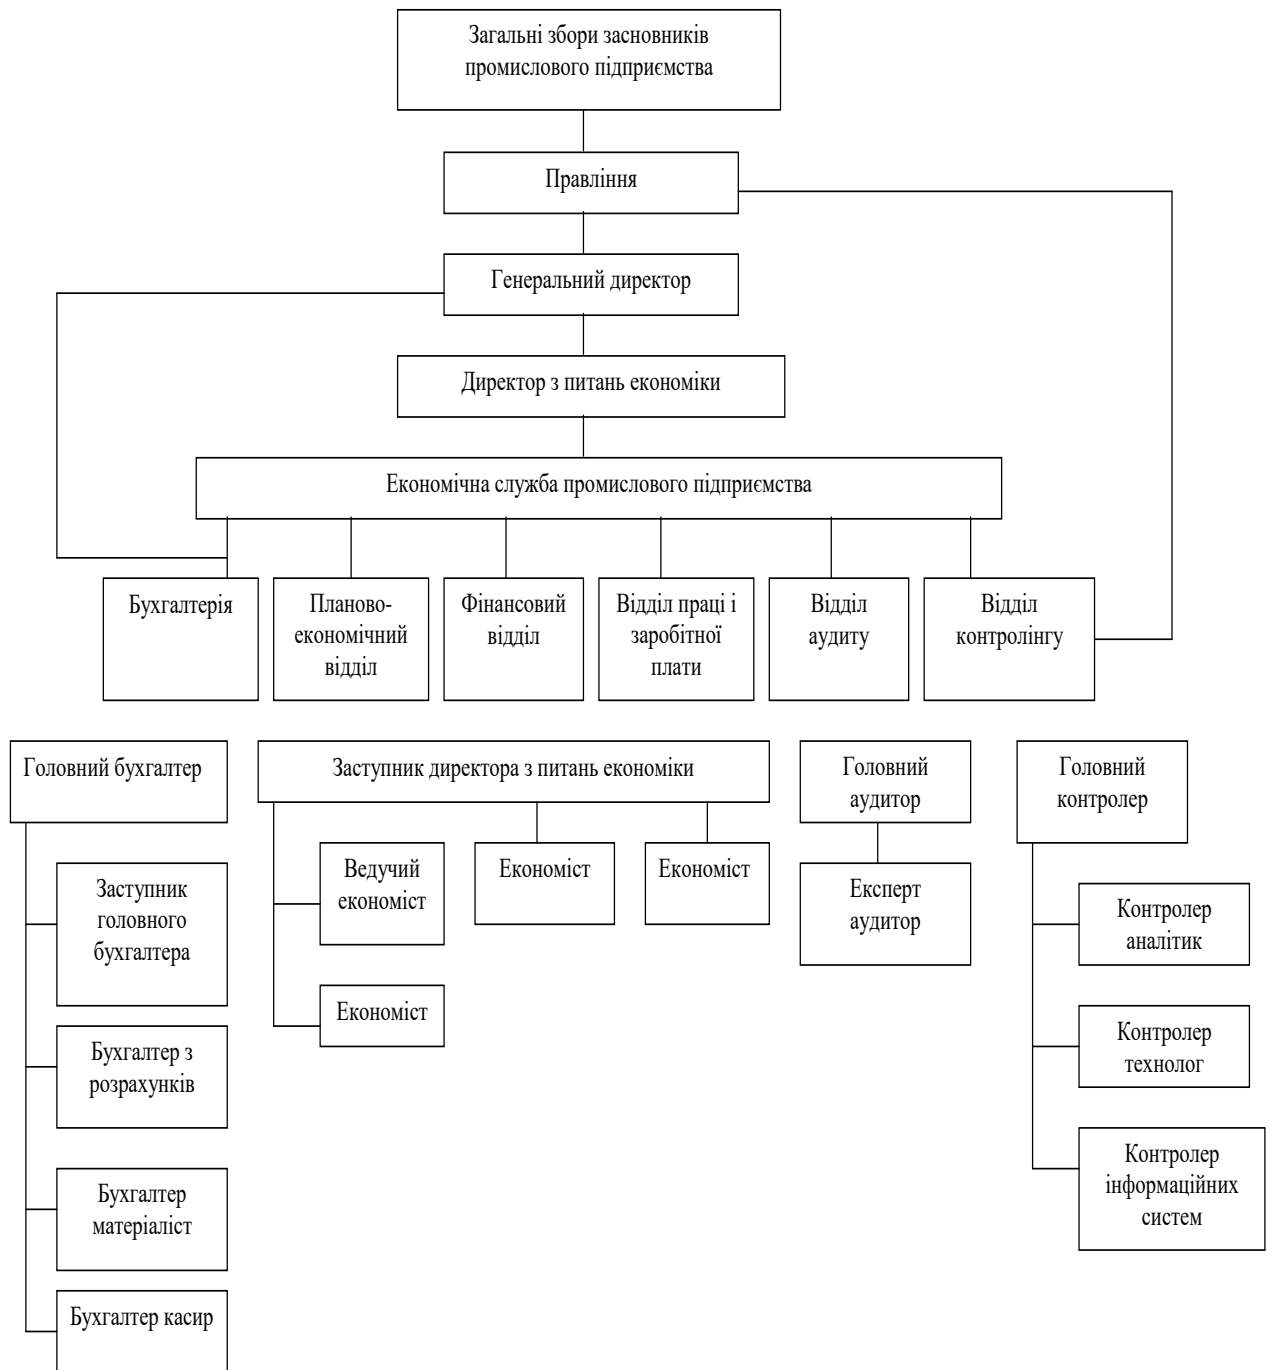 Загальні збори засновників
промислового підприємства
Правління
Генеральний директор
Директор з питань економіки
Економічна служба промислового підприємства
Бухгалтерія
Планово-
економічний
відділ
Фінансовий
відділ
Відділ праці і
заробітної
плати
Відділ
аудиту
Відділ
контролінгу
Головний бухгалтер
Заступник
головного
бухгалтера
Бухгалтер з
розрахунків
Бухгалтер
матеріаліст
Бухгалтер касир
Заступник директора з питань економіки
Ведучий
економіст
Економіст
Економіст
Економіст
Головний
аудитор
Експерт
аудитор
Головний
контролер
Контролер
аналітик
Контролер
технолог
Контролер
інформаційних
систем